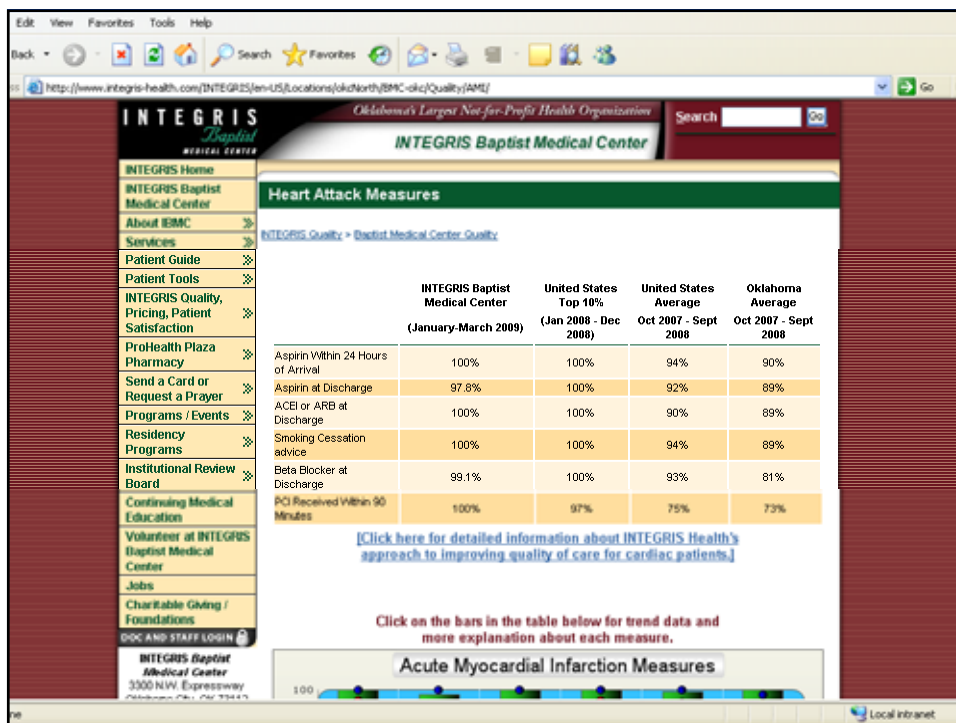 Edit View Favorites Tools Help
Back Search Favorites
http://www.integris-health.com/INTEGRIS/en-US/Locations/okcNorth/BMC-okc/Quality/AMI/ Go
INTEGRIS
Baptist
MEDICAL CENTER
Oklahoma's Largest Not-for-Profit Health Organization
INTEGRIS Baptist Medical Center
Search Go
INTEGRIS Home
INTEGRIS Baptist
Medical Center
About IBMC
Services
Patient Guide
Patient Tools
INTEGRIS Quality,
Pricing, Patient
Satisfaction
ProHealth Plaza
Pharmacy
Send a Card or
Request a Prayer
Programs / Events
Residency
Programs
Institutional Review
Board
Continuing Medical
Education
Volunteer at INTEGRIS
Baptist Medical
Center
Jobs
Charitable Giving /
Foundations
DOC AND STAFF LOGIN
INTEGRIS Baptist
Medical Center
3300 N.W. Expressway
Oklahoma City, OK 73112
Heart Attack Measures
INTEGRIS Quality > Baptist Medical Center Quality
INTEGRIS Baptist United States United States Oklahoma
Medical Center Top 10% Average Average
(January-March 2009) (Jan 2008 - Dec Oct 2007 - Sept Oct 2007 - Sept
2008) 2008 2008
Aspirin Within 24 Hours
of Arrival 100% 100% 94% 90%
Aspirin at Discharge 97.8% 100% 92% 89%
ACEI or ARB at
Discharge 100% 100% 90% 89%
Smoking Cessation
advice 100% 100% 94% 89%
Beta Blocker at
Discharge 99.1% 100% 93% 81%
PCI Received Within 90
Minutes 100% 97% 75% 73%
[Click here for detailed information about INTEGRIS Health's
approach to improving quality of care for cardiac patients.]
Click on the bars in the table below for trend data and
more explanation about each measure.
Acute Myocardial Infarction Measures
100
Local intranet